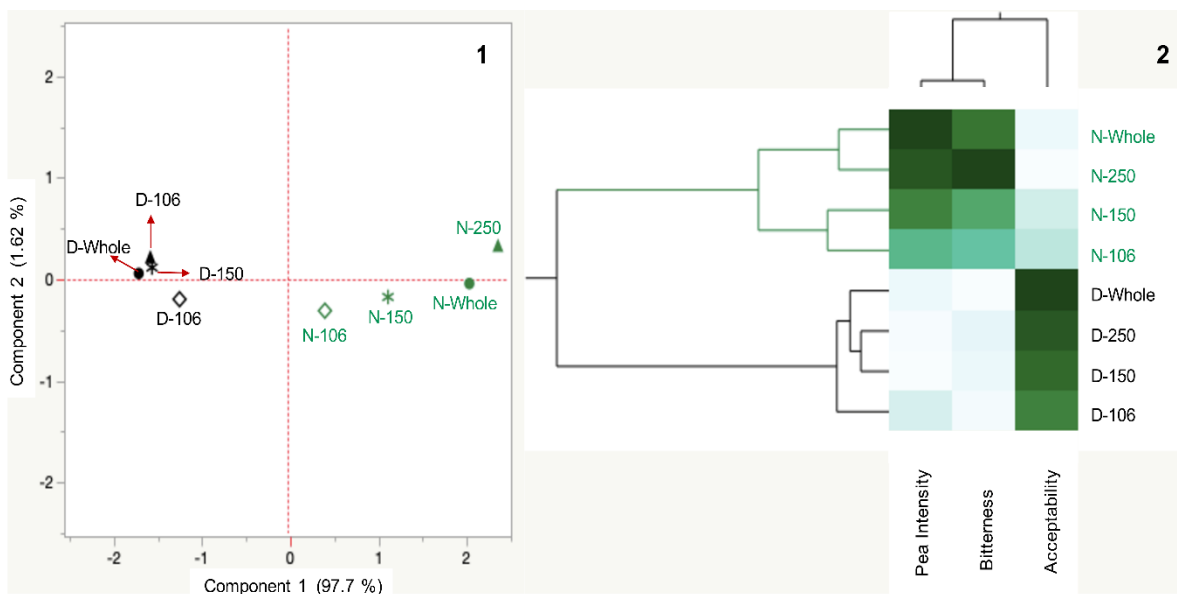 1
Component 2 (1.62 %)
2
1
0
-1
-2
D-106
D-Whole
D-150
D-106
N-250
N-Whole
N-150
N-106
-2
-1
0
1
2
Component 1 (97.7 %)
2
N-Whole
N-250
N-150
N-106
D-Whole
D-250
D-150
D-106
Pea Intensity
Bitterness
Acceptability